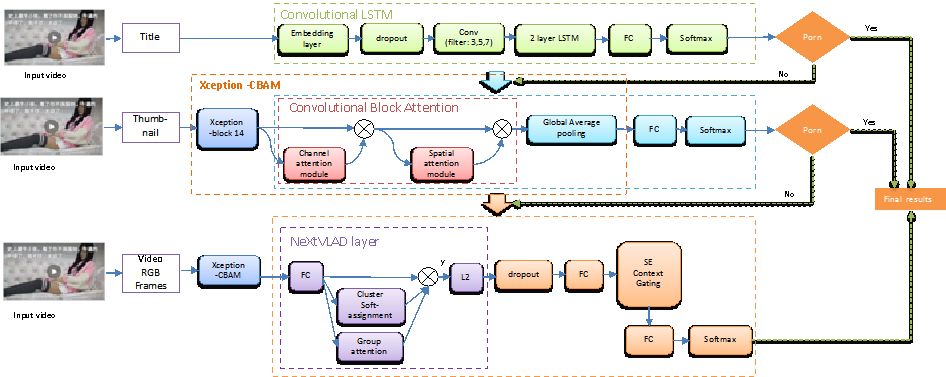 Convolutional LSTM
Title
Embedding
layer
dropout
Conv
(filter: 3,5,7)
2 layer LSTM
FC
Softmax
Porn
Yes
Input video
No
Xception -CBAM
Convolutional Block Attention
Thumb-
nail
Xception
-block 14
Channel
attention
module
Spatial
attention
module
Global Average
pooling
FC
Softmax
Porn
Yes
Input video
No
Final results
NeXtVLAD layer
Video
RGB
Frames
Xception
-CBAM
FC
Cluster
Soft-
assignment
Group
attention
y
L2
dropout
FC
SE
Context
Gating
FC
Softmax
Input video